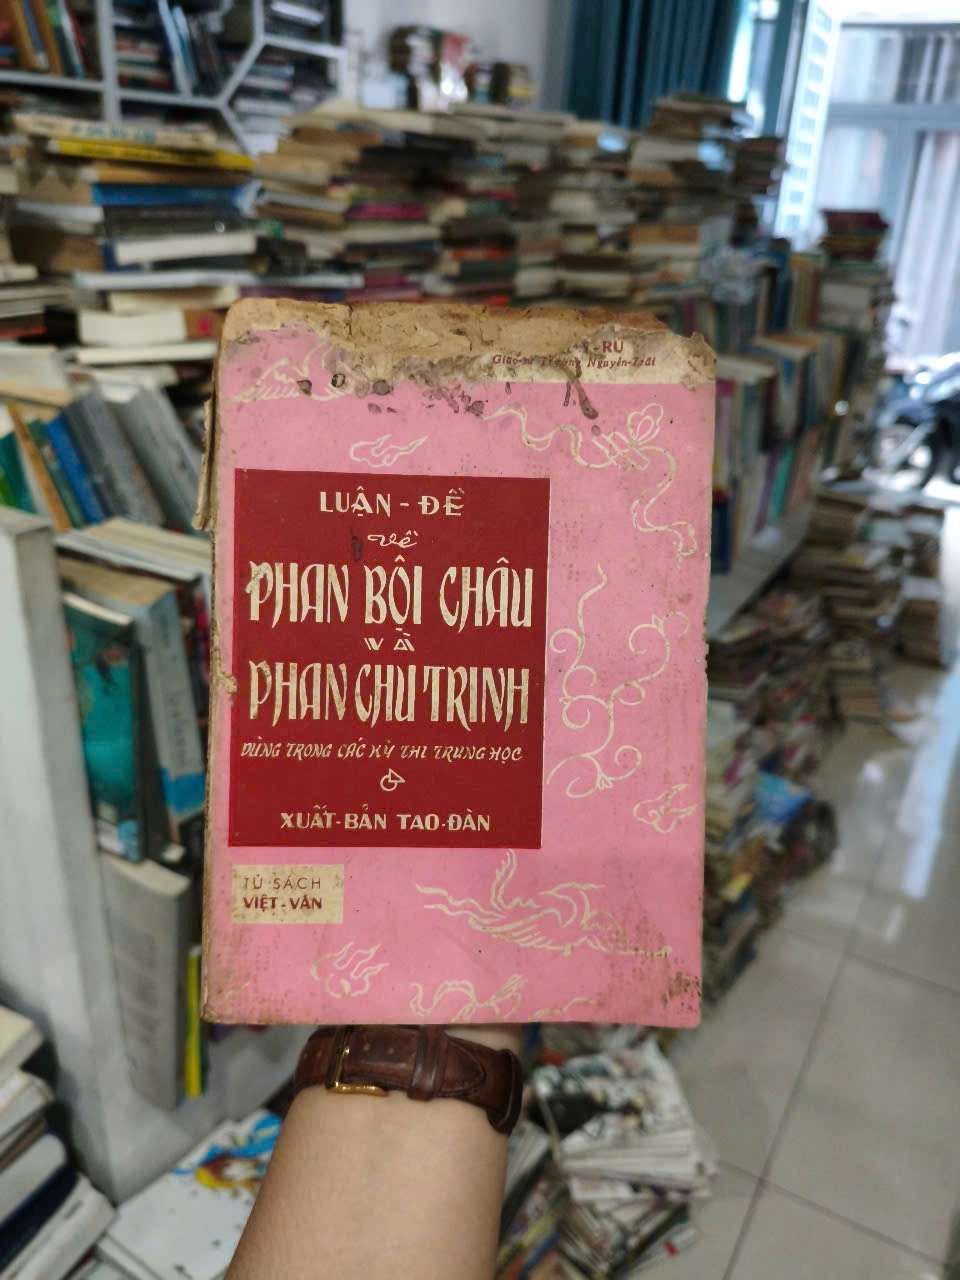 -RU
Giáo-sư Trường Nguyễn-Trãi
LUẬN-ĐỀ
về
PHAN BỘI CHÂU
VÀ
PHAN CHU TRINH
DÙNG TRONG CÁC KỲ THI TRUNG HỌC
XUẤT-BẢN TAO-ĐÀN
TỦ SÁCH
VIỆT-VĂN